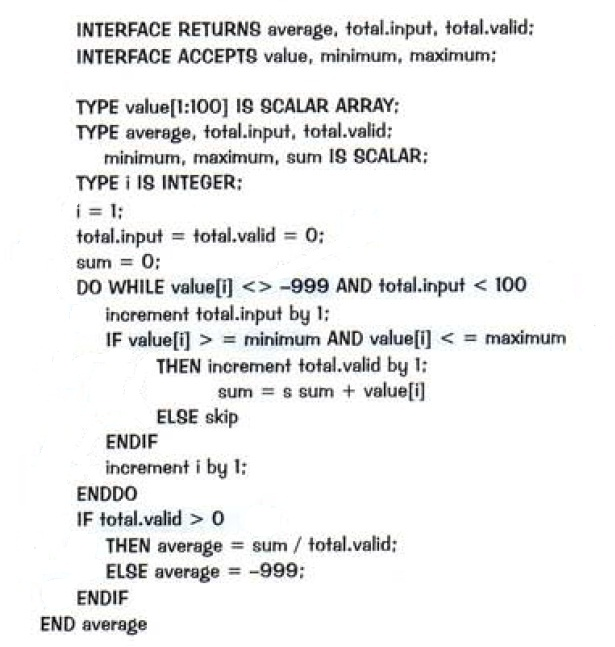 INTERFACE RETURNS average, total.input, total.valid;
INTERFACE ACCEPTS value, minimum, maximum;
TYPE value[1:100] IS SCALAR ARRAY;
TYPE average, total.input, total.valid;
minimum, maximum, sum IS SCALAR;
TYPE i IS INTEGER;
i = 1;
total.input = total.valid = 0;
sum = 0;
DO WHILE value[i] <> -999 AND total.input < 100
increment total.input by 1;
IF value[i] > = minimum AND value[i] < = maximum
THEN increment total.valid by 1;
sum = s sum + value[i]
ELSE skip
ENDIF
increment i by 1;
ENDDO
IF total.valid > 0
THEN average = sum / total.valid;
ELSE average = -999;
ENDIF
END average